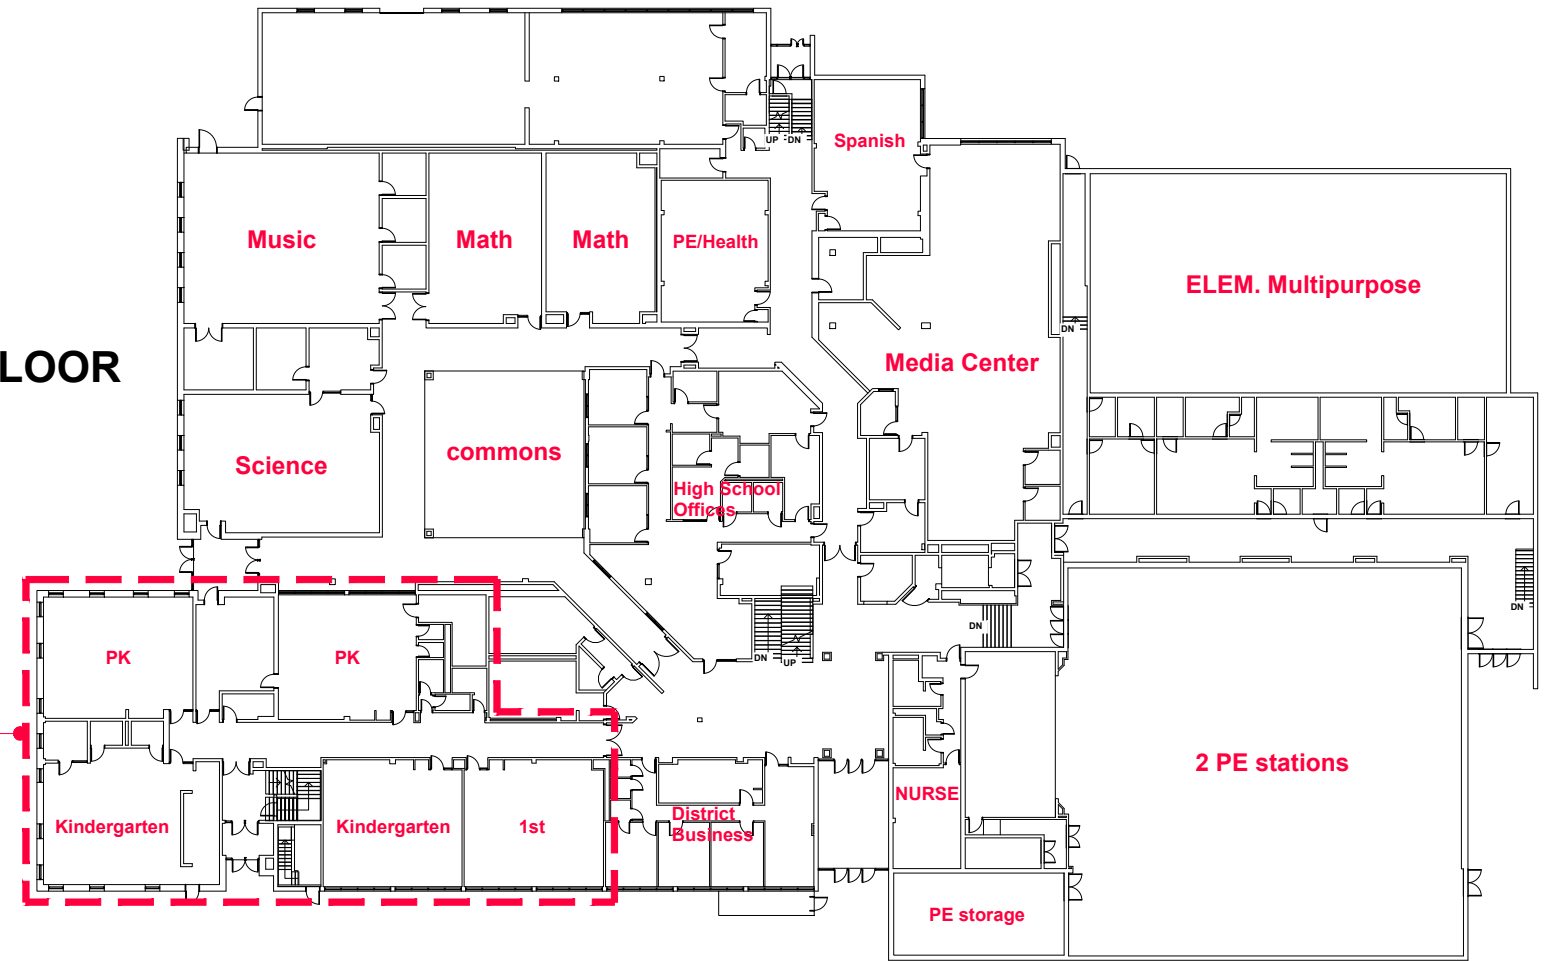 UP DN
Spanish
Music
Math
Math
PE/Health
ELEM. Multipurpose
DN
LOOR
Media Center
commons
Science
High School
Offices
DN
DN
DN
UP
PK
PK
2 PE stations
NURSE
District
Business
Kindergarten
Kindergarten
1st
PE storage